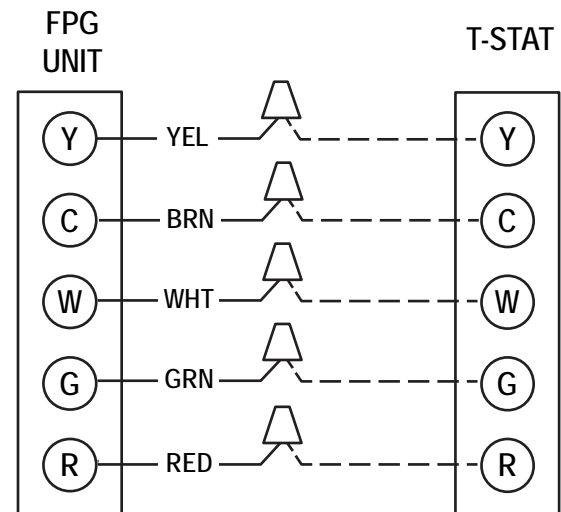 FPG
UNIT
T-STAT
Y YEL Y
C BRN C
W WHT W
G GRN G
R RED R